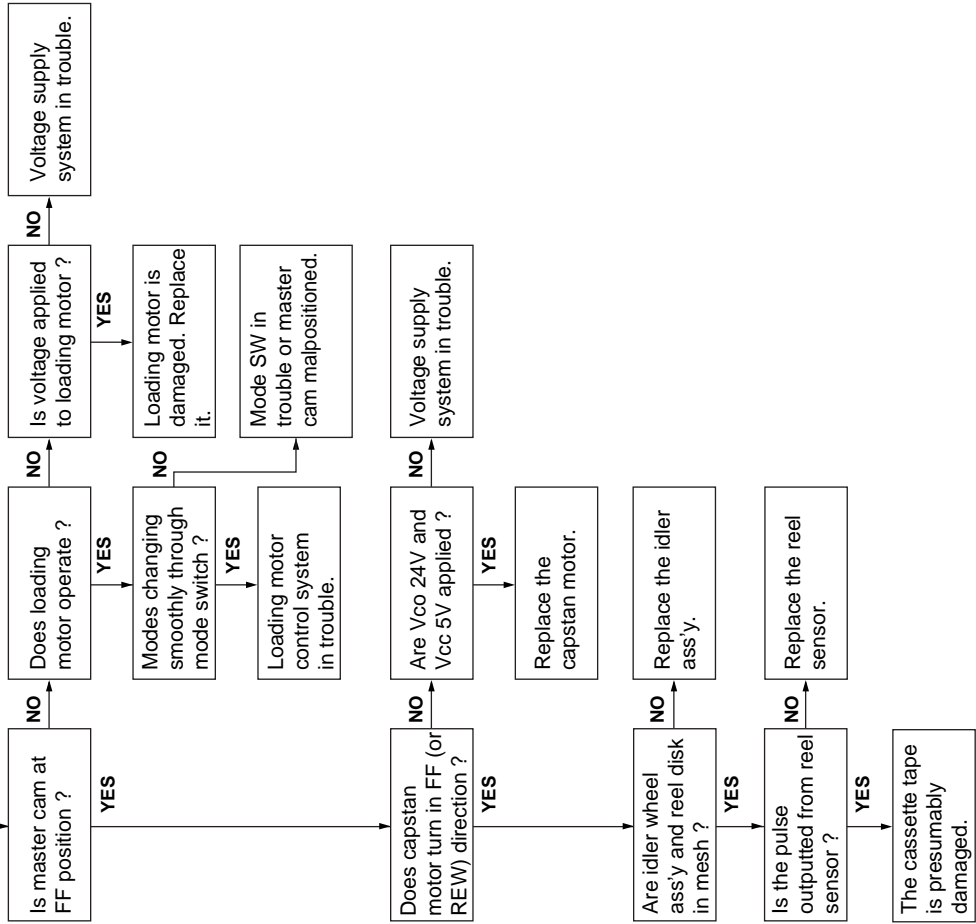 Is master cam at
FF position ?
NO
Does loading
motor operate ?
NO
Is voltage applied
to loading motor ?
NO
Voltage supply
system in trouble.
YES
Loading motor is
damaged. Replace
it.
YES
Modes changing
smoothly through
mode switch ?
NO
Mode SW in
trouble or master
cam malpositioned.
YES
Loading motor
control system
in trouble.
YES
Does capstan
motor turn in FF (or
REW) direction ?
NO
Are Vco 24V and
Vcc 5V applied ?
NO
Voltage supply
system in trouble.
YES
Replace the
capstan motor.
YES
Are idler wheel
ass'y and reel disk
in mesh ?
NO
Replace the idler
ass'y.
YES
Is the pulse
outputted from reel
sensor ?
NO
Replace the reel
sensor.
YES
The cassette tape
is presumably
damaged.